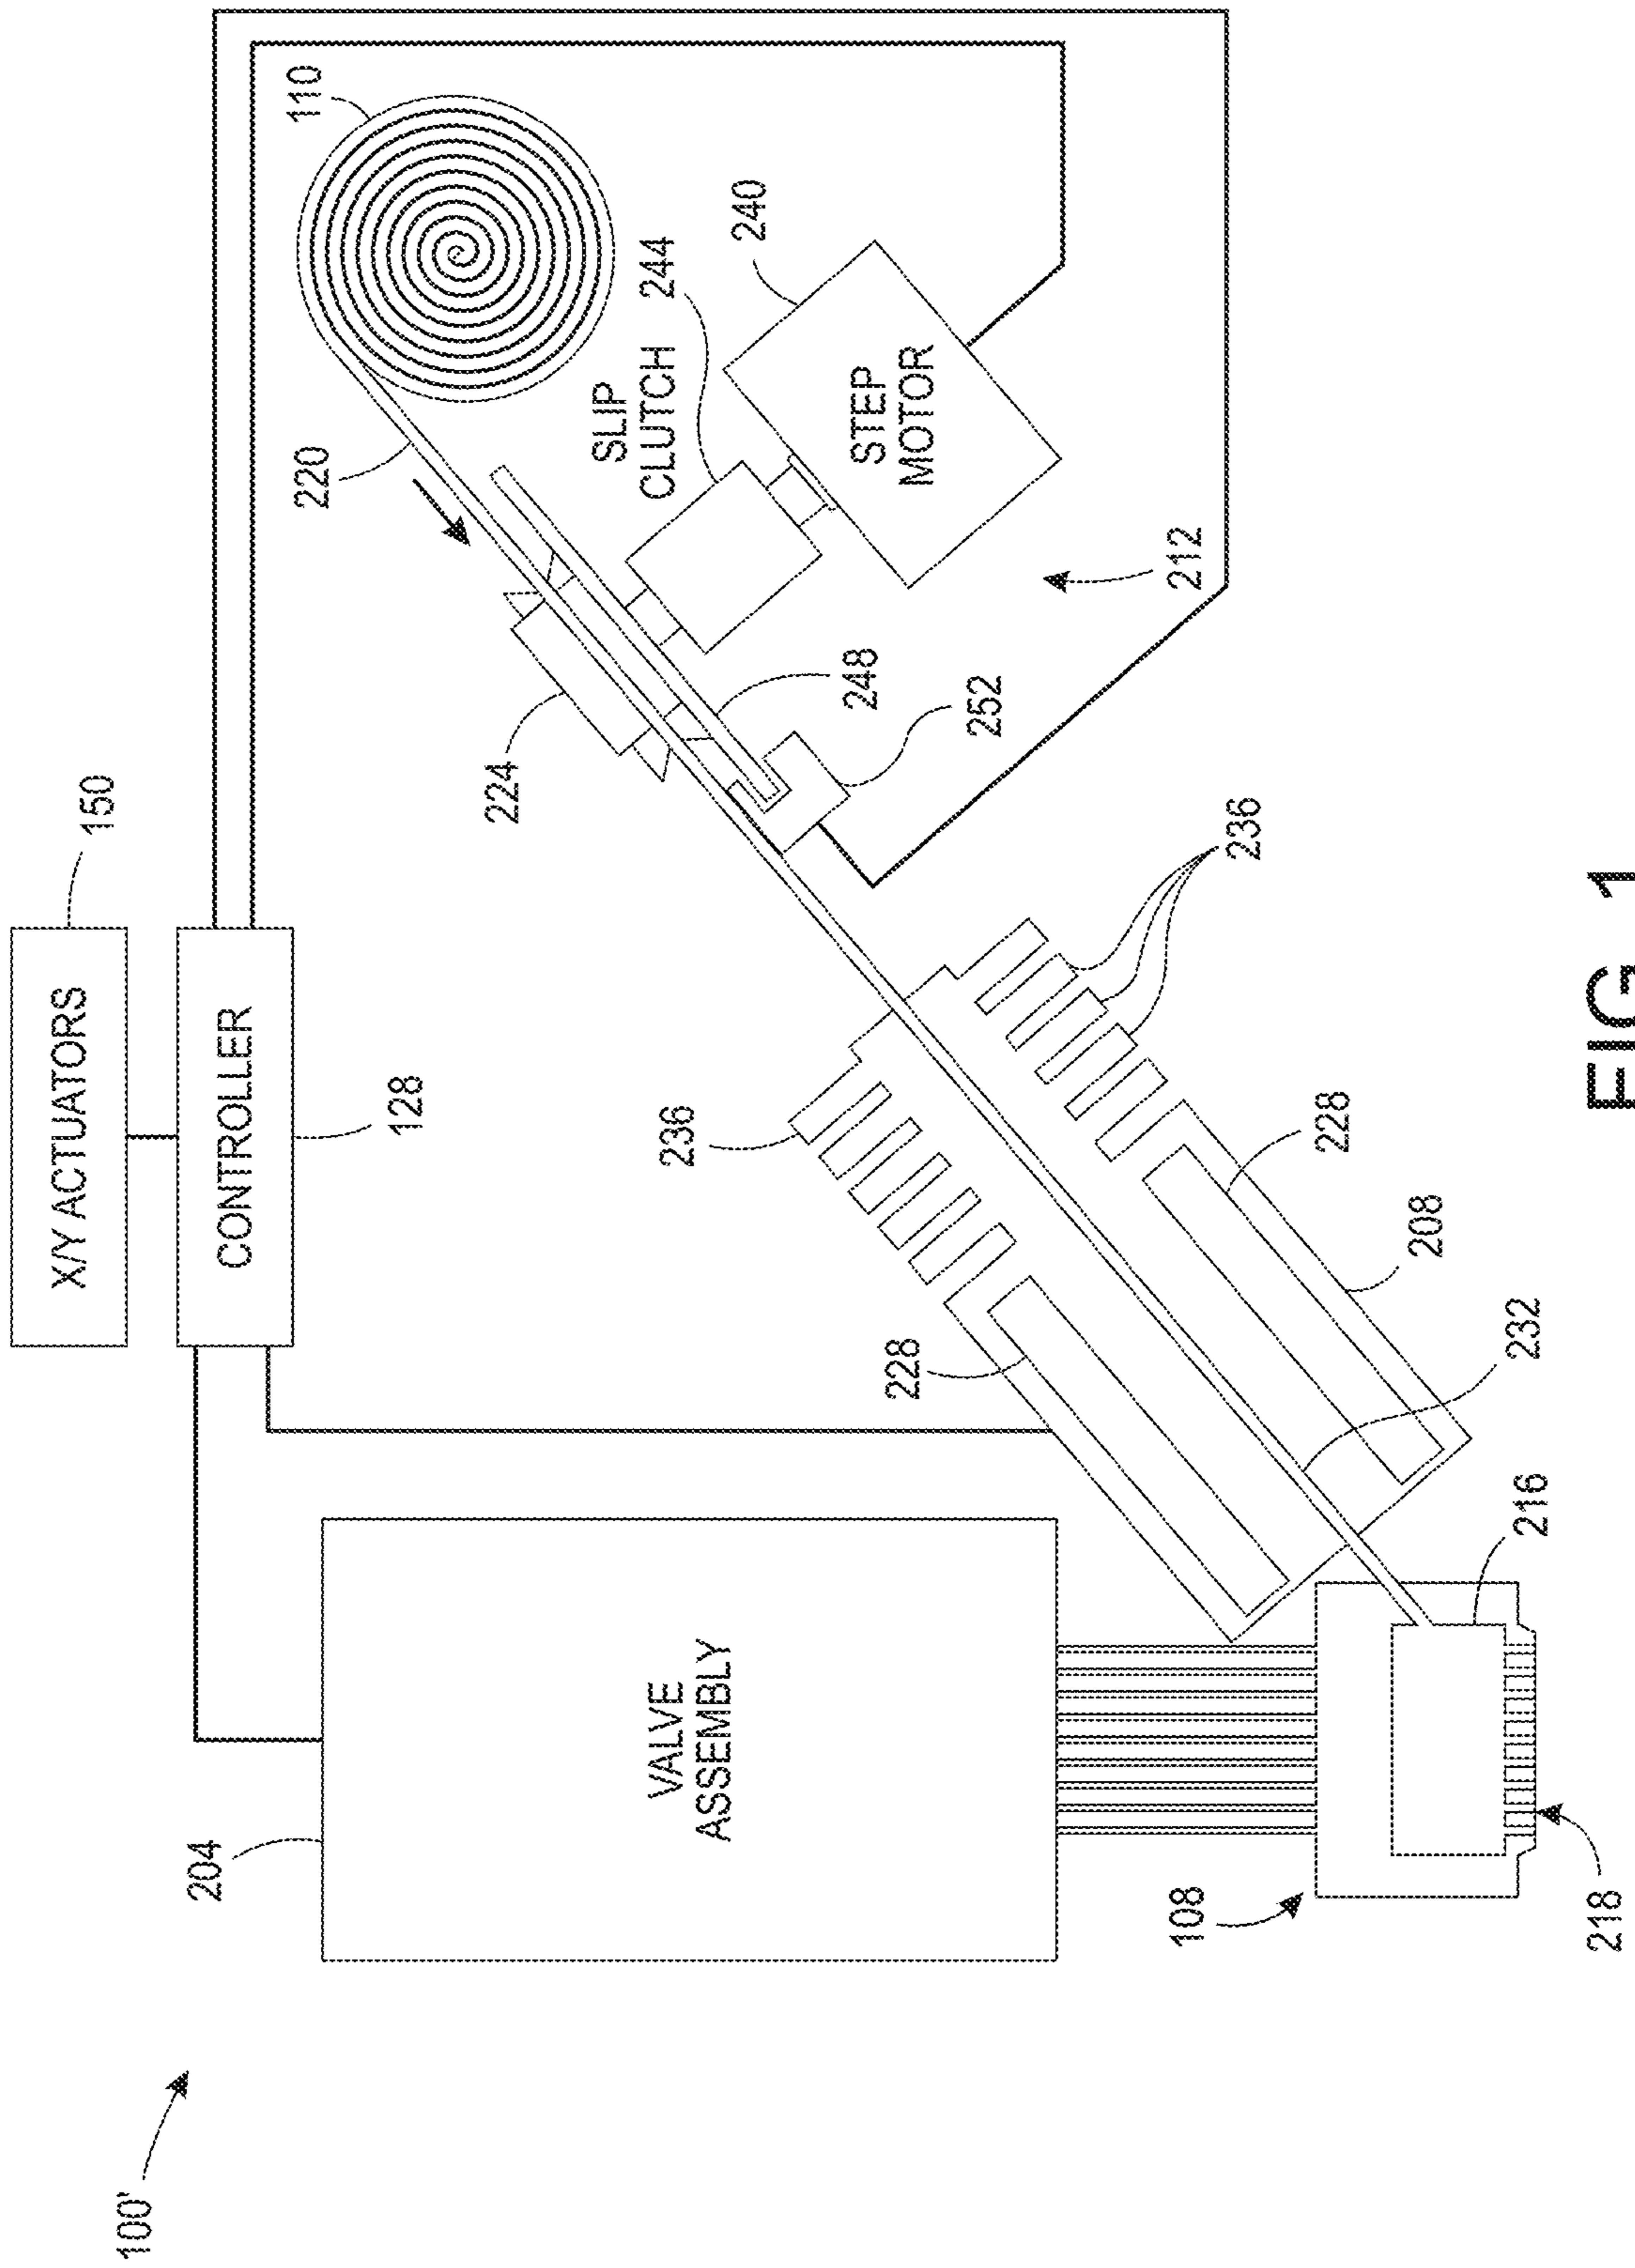 100'
204
VALVE
ASSEMBLY
108
218
216
X/Y ACTUATORS
150
CONTROLLER
128
228
236
232
208
228
236
224
220
110
SLIP
CLUTCH
244
240
STEP
MOTOR
248
252
212
FIG. 1